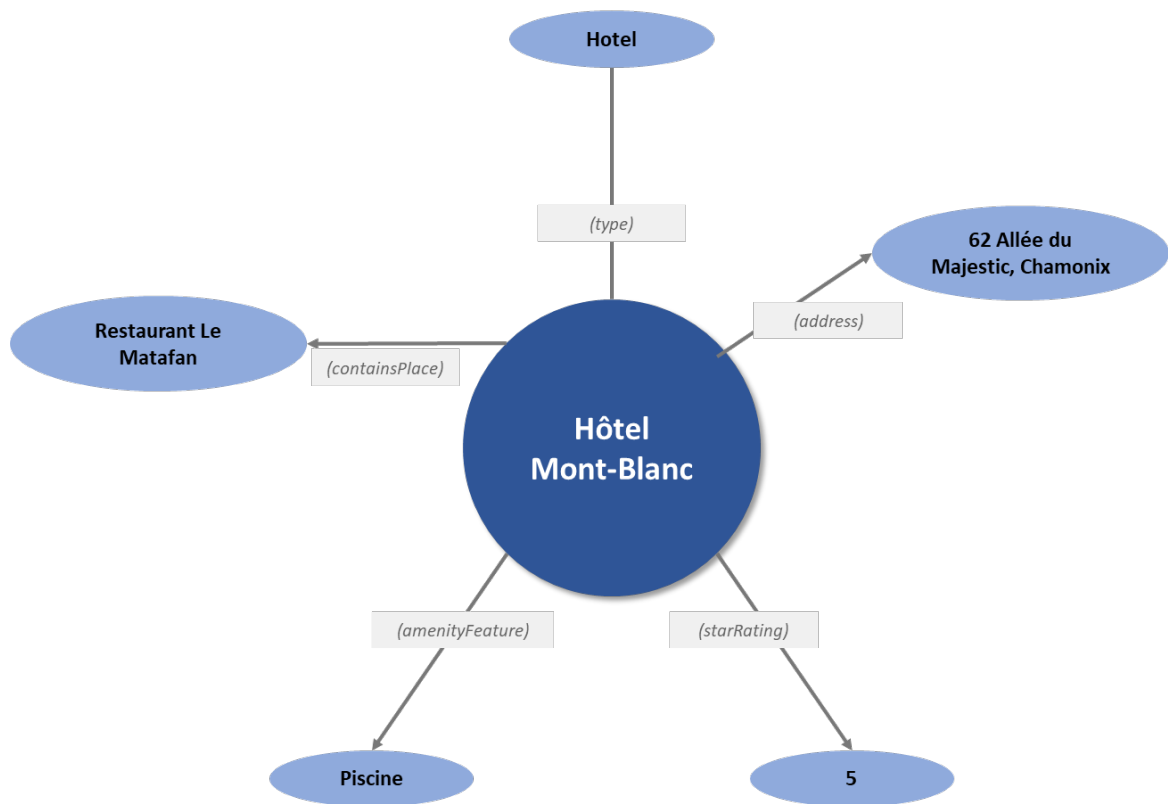 Hotel
(type)
62 Allée du
Majestic, Chamonix
(address)
Restaurant Le
Matafan
(containsPlace)
Hôtel
Mont-Blanc
(amenityFeature)
(starRating)
Piscine
5